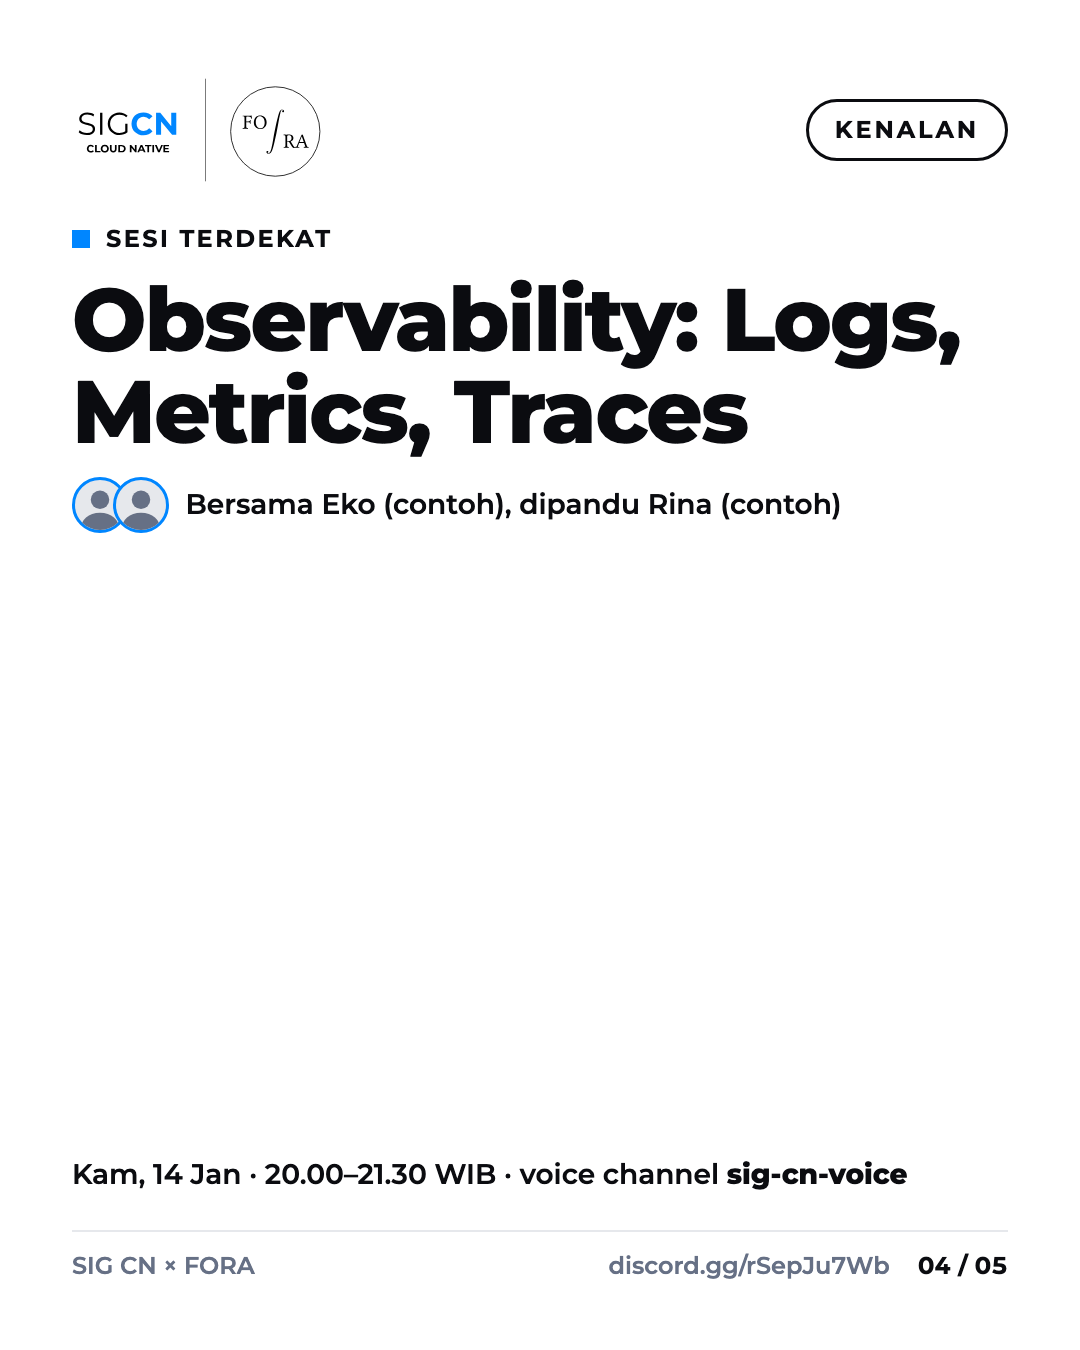 SIGCN
CLOUD NATIVE
FO RA
KENALAN
SESI TERDEKAT
Observability: Logs,
Metrics, Traces
Bersama Eko (contoh), dipandu Rina (contoh)
Kam, 14 Jan · 20.00–21.30 WIB · voice channel sig-cn-voice
SIG CN × FORA
discord.gg/rSepJu7Wb 04 / 05